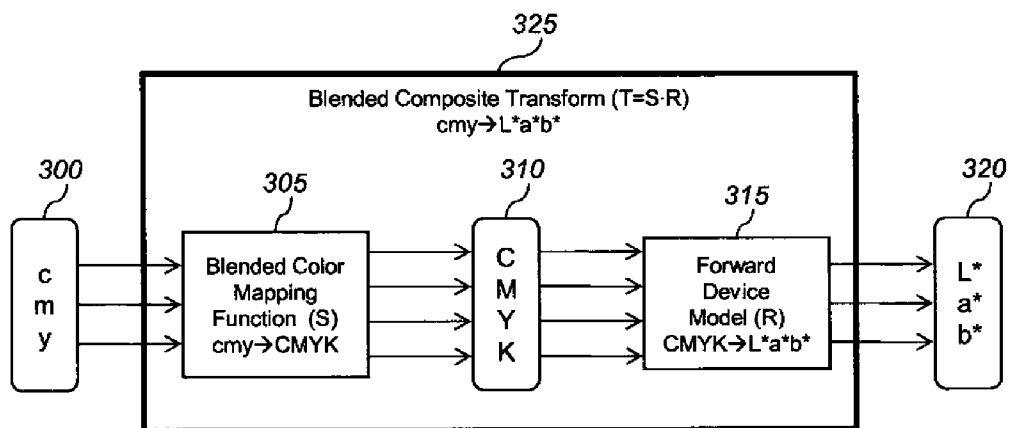 325
Blended Composite Transform (T=S·R)
cmy→L*a*b*
300
305
310
315
320
c
m
y
Blended Color
Mapping
Function (S)
cmy→CMYK
C
M
Y
K
Forward
Device
Model (R)
CMYK→L*a*b*
L*
a*
b*